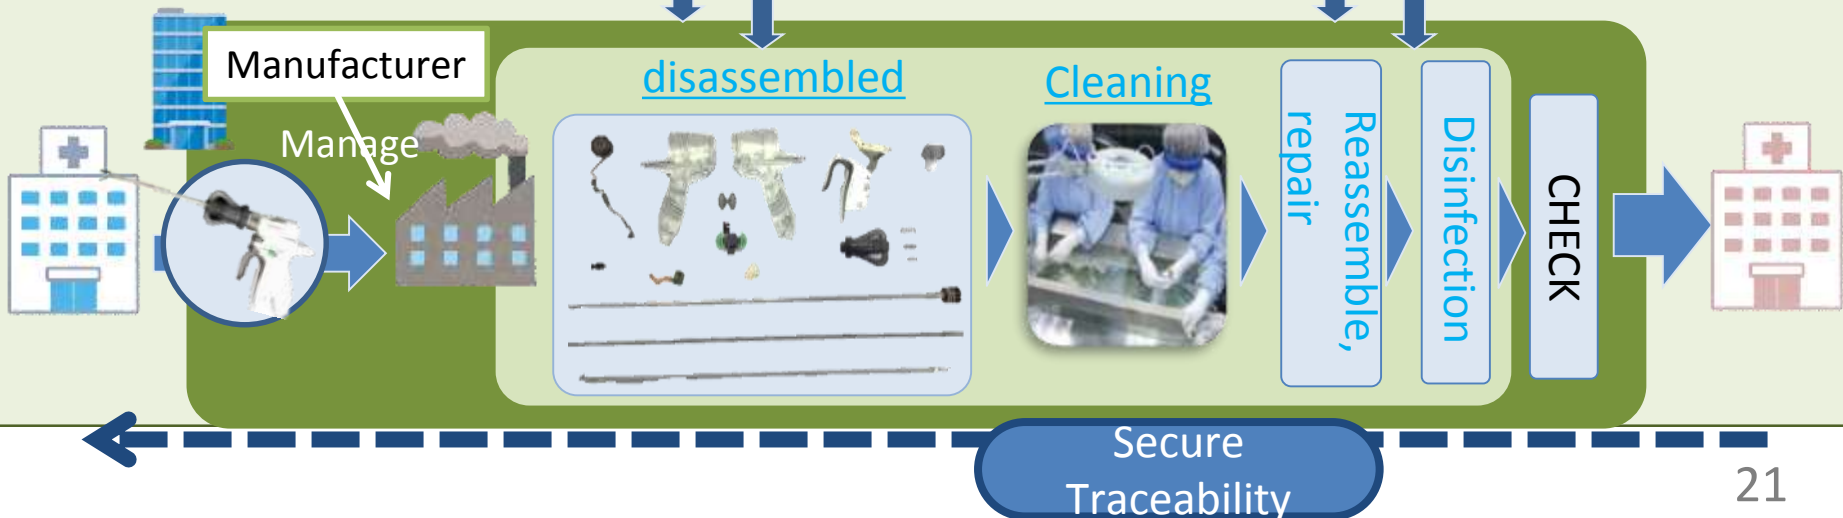 Manufacturer
Manage
disassembled
Cleaning
Reassemble,
repair
Disinfection
CHECK
Secure
Traceability
21